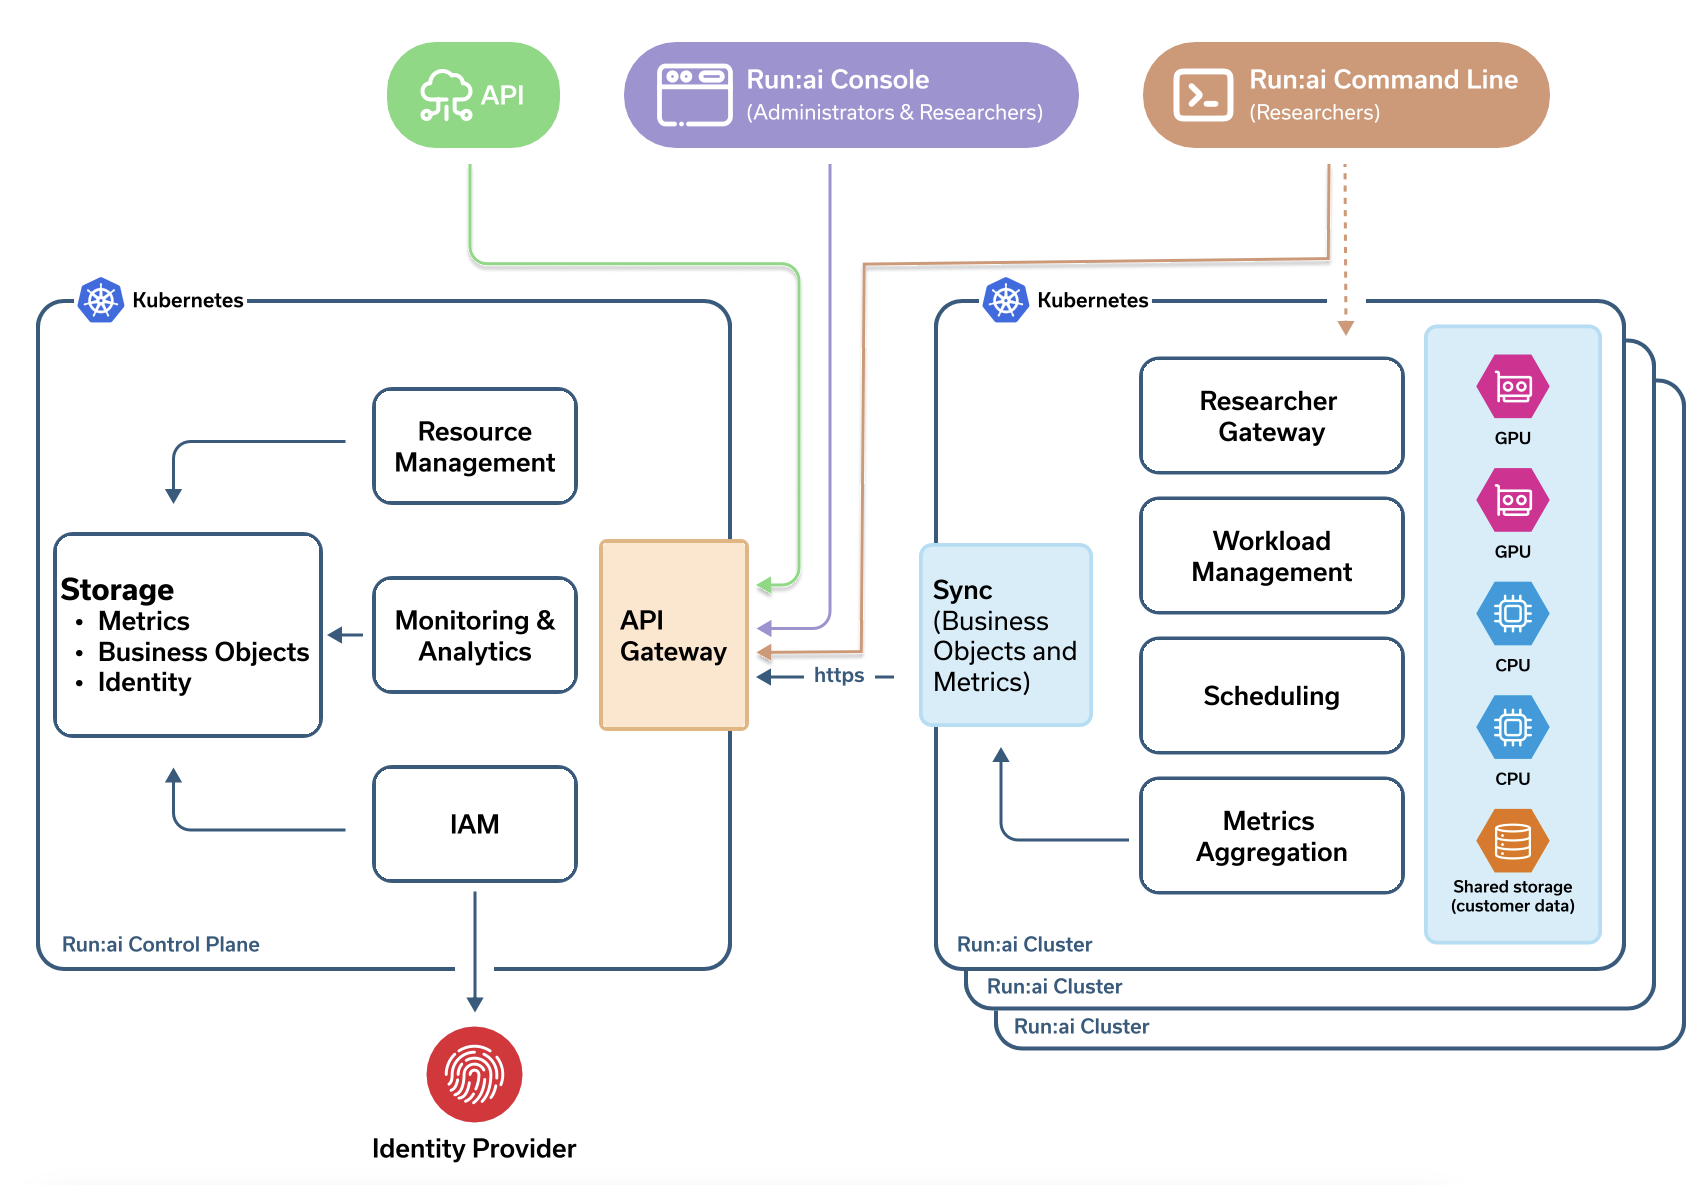 API
Run:ai Console
(Administrators & Researchers)
Run:ai Command Line
(Researchers)
Kubernetes
Resource
Management
Storage
• Metrics
• Business Objects
• Identity
Monitoring &
Analytics
API
Gateway
IAM
Run:ai Control Plane
Identity Provider
https
Kubernetes
Sync
(Business
Objects and
Metrics)
Researcher
Gateway
Workload
Management
Scheduling
Metrics
Aggregation
GPU
GPU
CPU
CPU
Shared storage
(customer data)
Run:ai Cluster
Run:ai Cluster
Run:ai Cluster